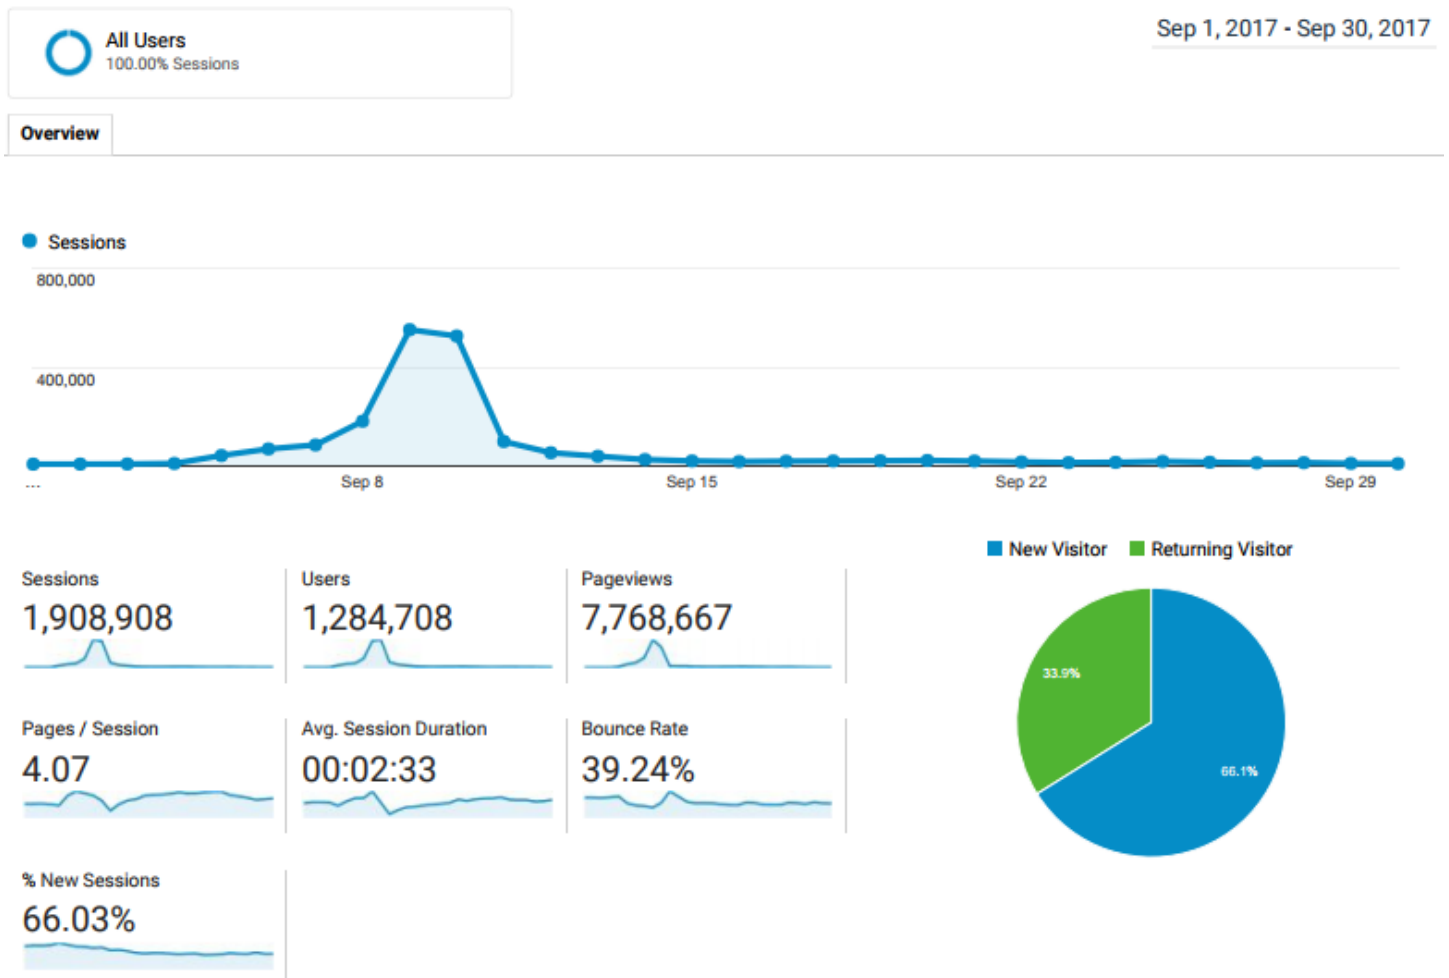 All Users
100.00% Sessions
Sep 1, 2017 - Sep 30, 2017
Overview
Sessions
800,000
400,000
...
Sep 8
Sep 15
Sep 22
Sep 29
New Visitor
Returning Visitor
Sessions
1,908,908
Users
1,284,708
Pageviews
7,768,667
33.9%
66.1%
Pages / Session
4.07
Avg. Session Duration
00:02:33
Bounce Rate
39.24%
% New Sessions
66.03%